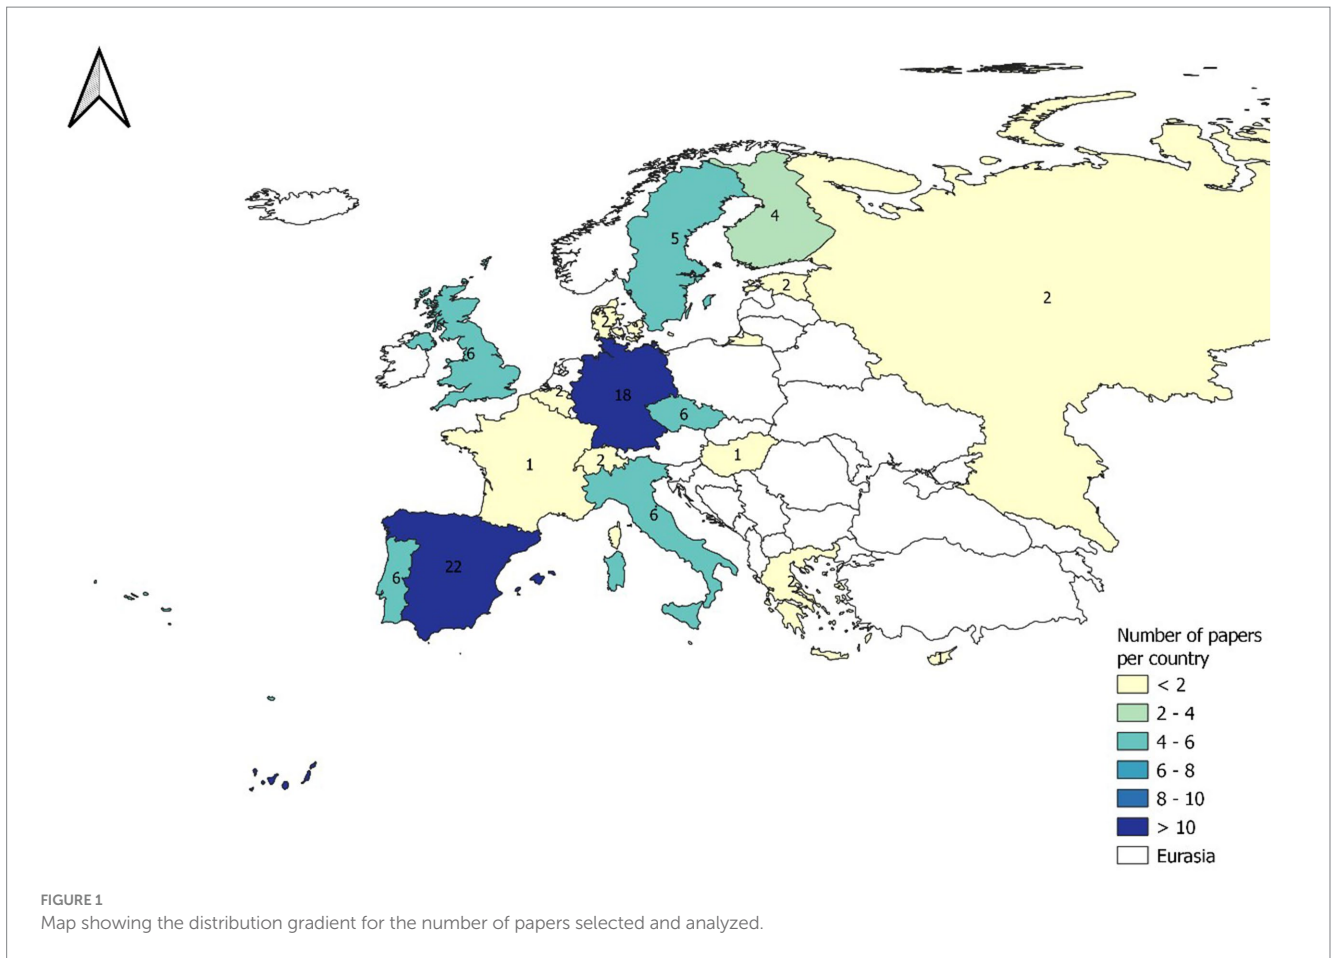 4
5
2
2
2
6
2
18
6
1
2
1
6
22
6
2
1
Number of papers
per country
< 2
2 - 4
4 - 6
6 - 8
8 - 10
> 10
Eurasia
FIGURE 1
Map showing the distribution gradient for the number of papers selected and analyzed.